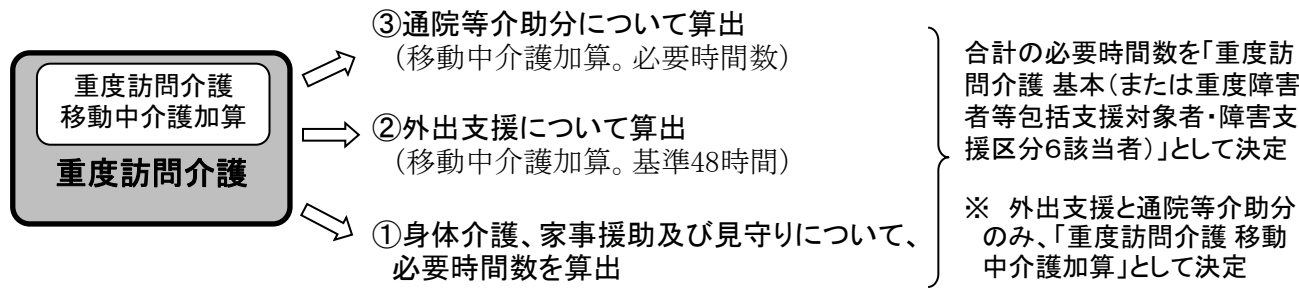 重度訪問介護
移動中介護加算
重度訪問介護
③通院等介助分について算出
（移動中介護加算。必要時間数）
②外出支援について算出
（移動中介護加算。基準48時間）
①身体介護、家事援助及び見守りについて、
必要時間数を算出
合計の必要時間数を「重度訪
問介護 基本（または重度障害
者等包括支援対象者・障害支
援区分６該当者）」として決定
※　外出支援と通院等介助分
のみ、「重度訪問介護 移動
中介護加算」として決定